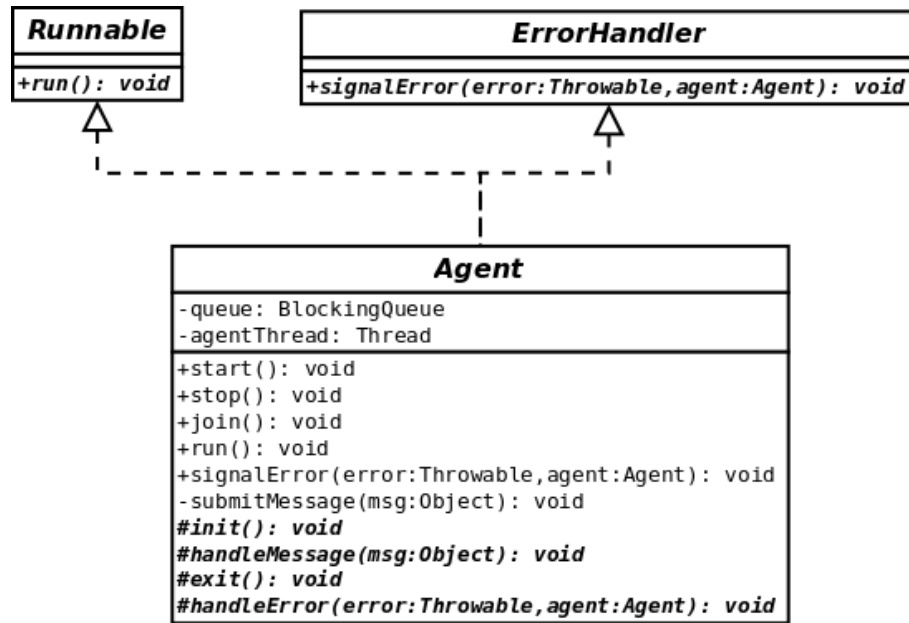 Runnable
+run(): void
ErrorHandler
+signalError(error:Throwable,agent:Agent): void
Agent
-queue: BlockingQueue
-agentThread: Thread
+start(): void
+stop(): void
+join(): void
+run(): void
+signalError(error:Throwable,agent:Agent): void
-submitMessage(msg:Object): void
#init(): void
#handleMessage(msg:Object): void
#exit(): void
#handleError(error:Throwable,agent:Agent): void